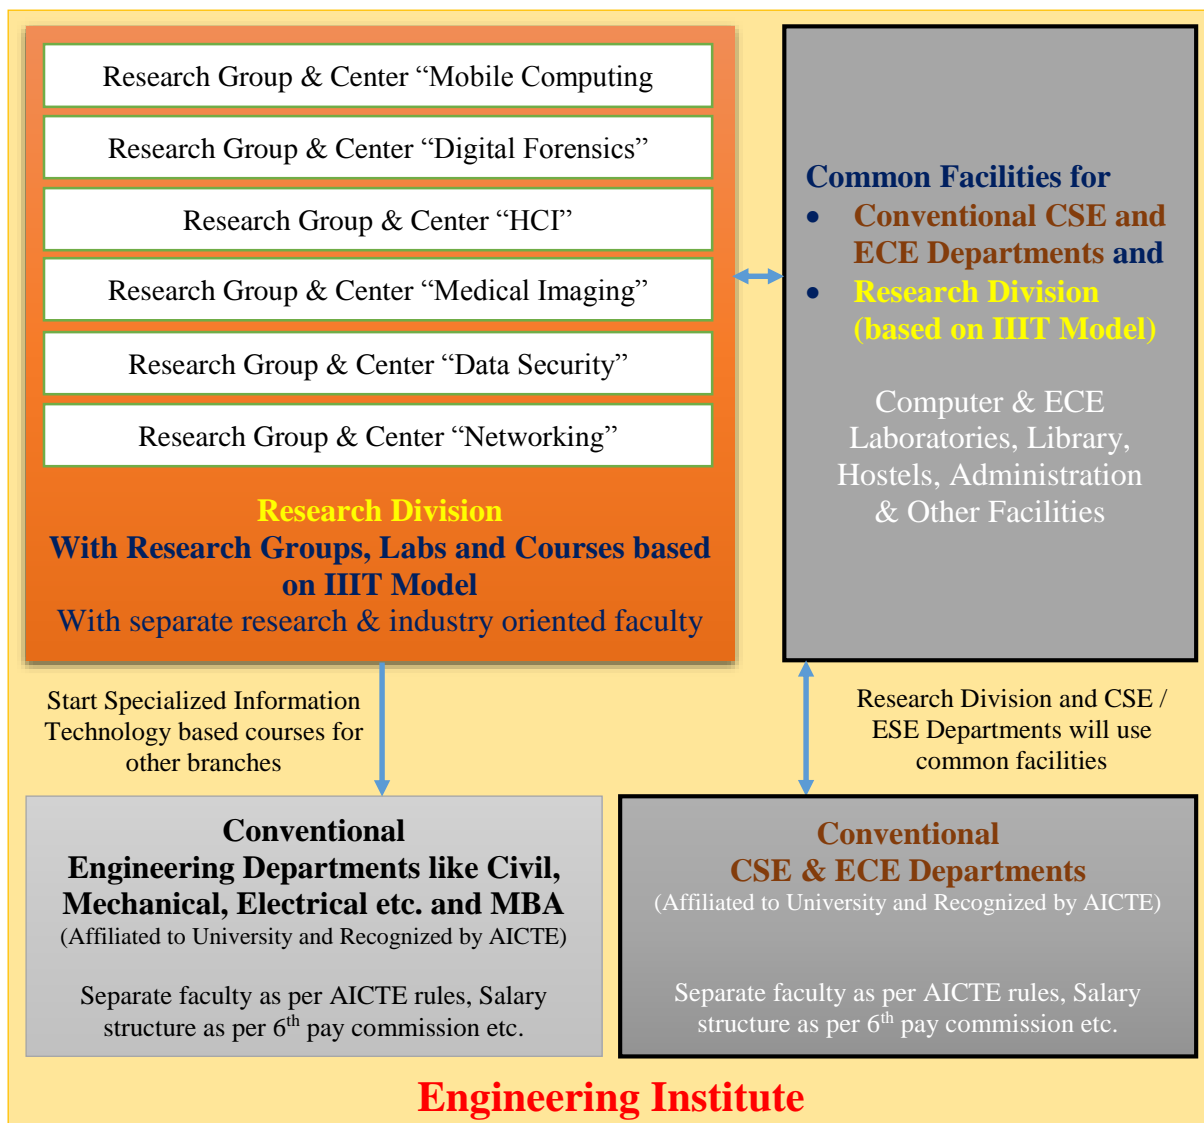 Research Group & Center “Mobile Computing
Research Group & Center “Digital Forensics”
Research Group & Center “HCI”
Research Group & Center “Medical Imaging”
Research Group & Center “Data Security”
Research Group & Center “Networking”
Research Division
With Research Groups, Labs and Courses based
on IIIT Model
With separate research & industry oriented faculty
Common Facilities for
• Conventional CSE and
ECE Departments and
• Research Division
(based on IIIT Model)
Computer & ECE
Laboratories, Library,
Hostels, Administration
& Other Facilities
Start Specialized Information
Technology based courses for
other branches
Research Division and CSE /
ESE Departments will use
common facilities
Conventional
Engineering Departments like Civil,
Mechanical, Electrical etc. and MBA
(Affiliated to University and Recognized by AICTE)
Separate faculty as per AICTE rules, Salary
structure as per 6th pay commission etc.
Conventional
CSE & ECE Departments
(Affiliated to University and Recognized by AICTE)
Separate faculty as per AICTE rules, Salary
structure as per 6th pay commission etc.
Engineering Institute